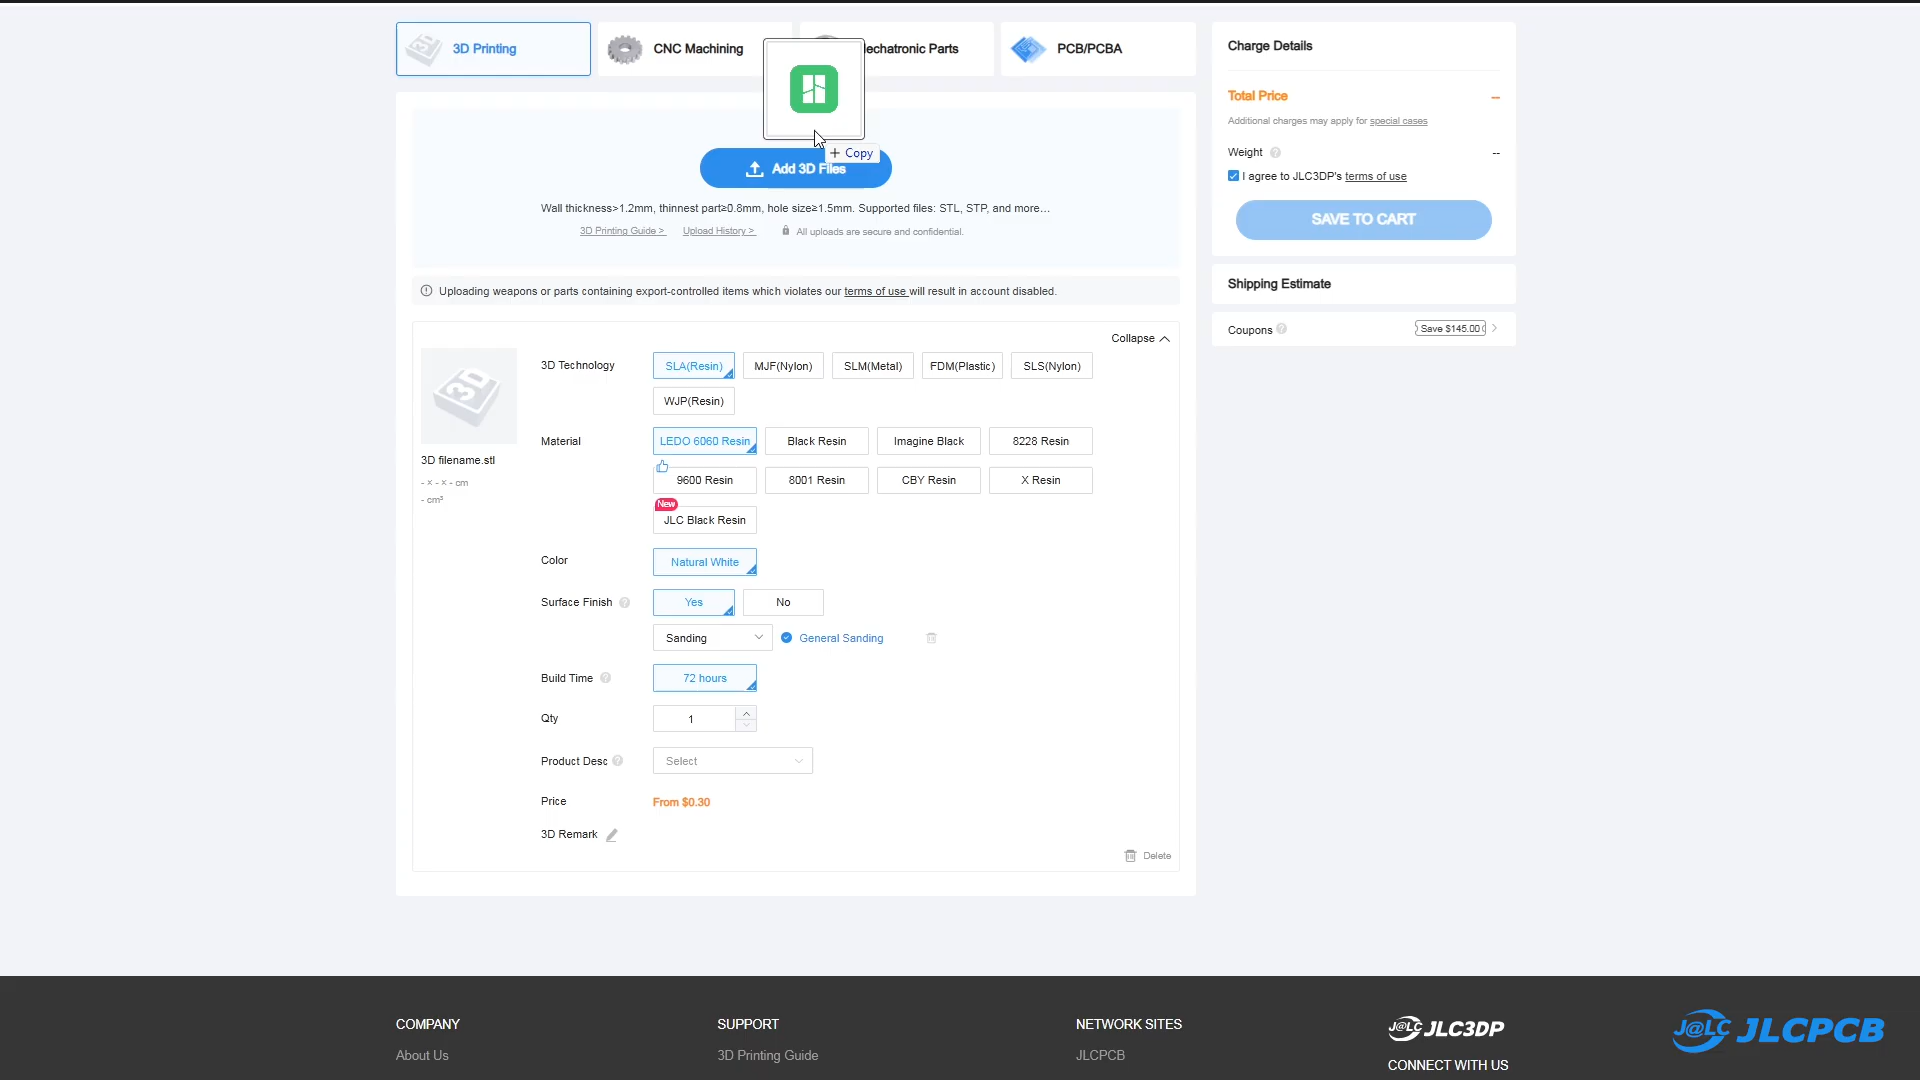 3D Printing
CNC Machining
echatronic Parts
PCB/PCBA
+ Copy
Add 3D Files
Wall thickness>1.2mm, thinnest part≥0.8mm, hole size≥1.5mm. Supported files: STL, STP, and more...
3D Printing Guide >
Upload History >
All uploads are secure and confidential.
Uploading weapons or parts containing export-controlled items which violates our terms of use will result in account disabled.
Collapse
3D
3D filename.stl
- × - × - cm
- cm³
3D Technology
SLA(Resin)
MJF(Nylon)
SLM(Metal)
FDM(Plastic)
SLS(Nylon)
WJP(Resin)
Material
LEDO 6060 Resin
Black Resin
Imagine Black
8228 Resin
9600 Resin
8001 Resin
CBY Resin
X Resin
New
JLC Black Resin
Color
Natural White
Surface Finish
Yes
No
Sanding
General Sanding
Build Time
72 hours
Qty
1
Product Desc
Select
Price
From $0.30
3D Remark
Delete
Charge Details
Total Price
--
Additional charges may apply for special cases
Weight
--
I agree to JLC3DP's terms of use
SAVE TO CART
Shipping Estimate
Coupons
Save $145.00
COMPANY
About Us
SUPPORT
3D Printing Guide
NETWORK SITES
JLCPCB
J@LC JLC3DP
CONNECT WITH US
J@LC JLCPCB